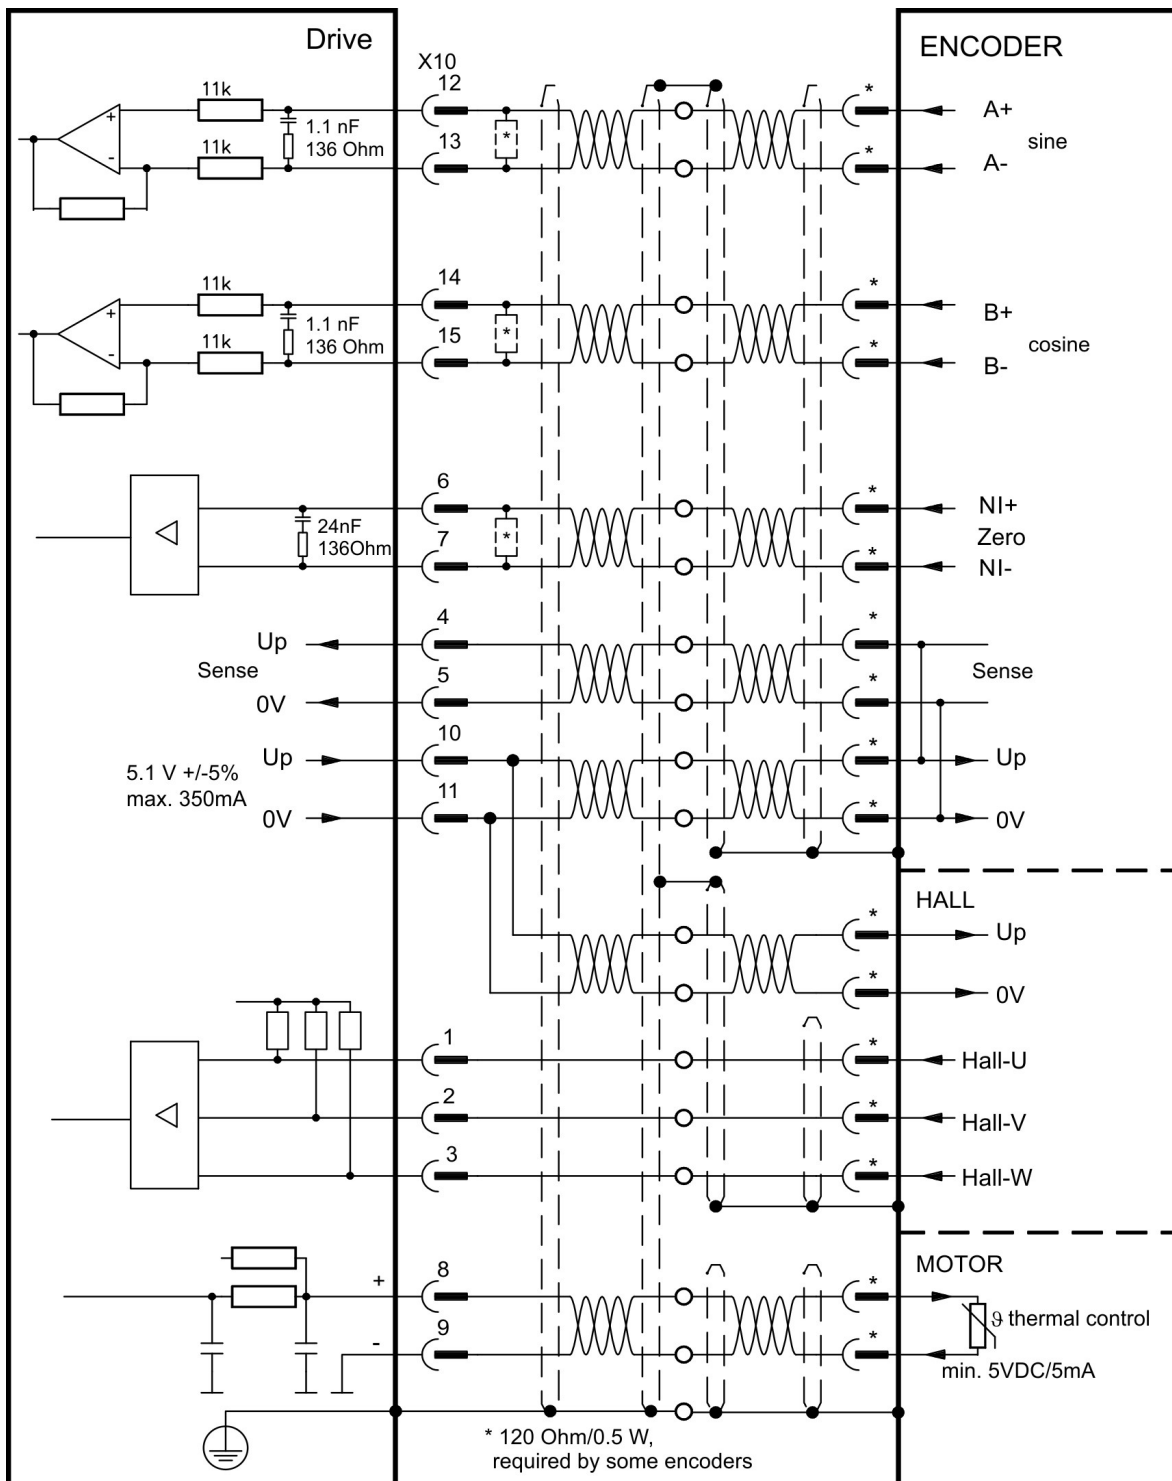 Drive
ENCODER
X10
12
11k
*
A+
+
1.1 nF
*
sine
-
136 Ohm
13
11k
*
A-
14
11k
*
B+
+
1.1 nF
*
cosine
-
136 Ohm
15
11k
*
B-
6
*
NI+
24nF
*
Zero
136Ohm
7
*
NI-
4
*
Up
Sense
Sense
5
*
0V
10
*
Up
Up
5.1 V +/-5%
max. 350mA
11
*
0V
0V
HALL
*
Up
*
0V
1
*
Hall-U
2
*
Hall-V
3
*
Hall-W
MOTOR
8
+
*
ϑ thermal control
9
-
*
min. 5VDC/5mA
* 120 Ohm/0.5 W,
required by some encoders